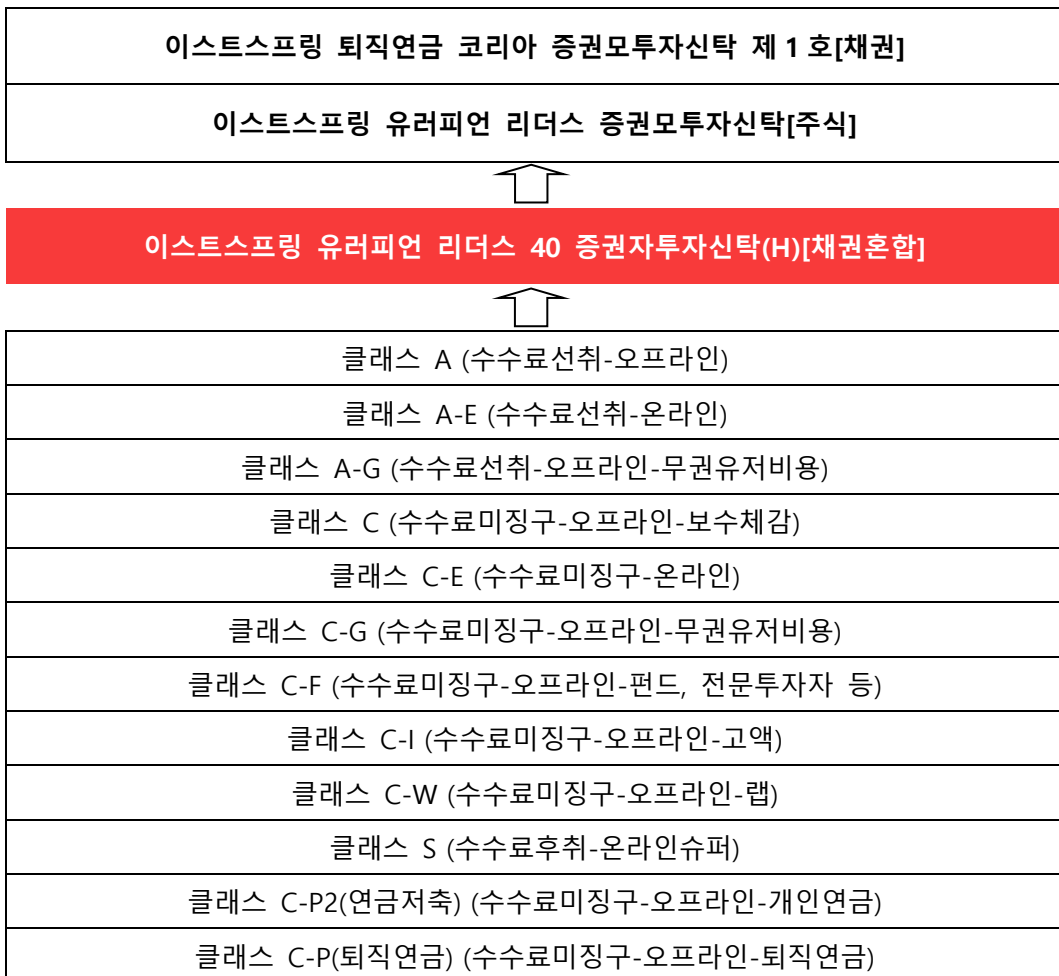 이스트스프링 퇴직연금 코리아 증권모투자신탁 제 1 호[채권]
이스트스프링 유러피언 리더스 증권모투자신탁[주식]
이스트스프링 유러피언 리더스 40 증권자투자신탁(H)[채권혼합]
클래스 A (수수료선취-오프라인)
클래스 A-E (수수료선취-온라인)
클래스 A-G (수수료선취-오프라인-무권유저비용)
클래스 C (수수료미징구-오프라인-보수체감)
클래스 C-E (수수료미징구-온라인)
클래스 C-G (수수료미징구-오프라인-무권유저비용)
클래스 C-F (수수료미징구-오프라인-펀드, 전문투자자 등)
클래스 C-I (수수료미징구-오프라인-고액)
클래스 C-W (수수료미징구-오프라인-랩)
클래스 S (수수료후취-온라인슈퍼)
클래스 C-P2(연금저축) (수수료미징구-오프라인-개인연금)
클래스 C-P(퇴직연금) (수수료미징구-오프라인-퇴직연금)